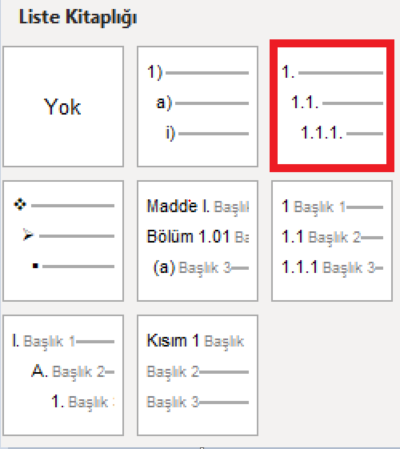 Liste Kitaplığı
Yok
1)
a)
i)
1.
1.1.
1.1.1.
Madde I. Başlık
Bölüm 1.01 Ba
(a) Başlık 3
1 Başlık 1
1.1 Başlık 2
1.1.1 Başlık 3
I. Başlık 1
A. Başlık 2
1. Başlık
Kısım 1 Başlık
Başlık 2
Başlık 3